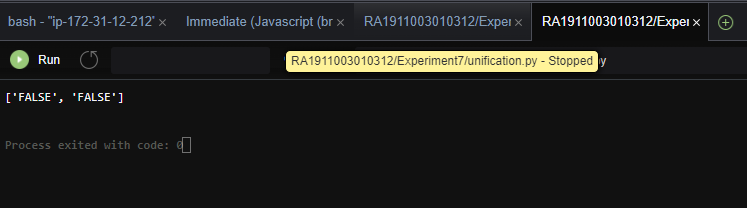 bash - "ip-172-31-12-212" × Immediate (Javascript (br × RA1911003010312/Exper × RA1911003010312/Exper ×
Run
RA1911003010312/Experiment7/unification.py - Stopped py
['FALSE', 'FALSE']
Process exited with code: 0